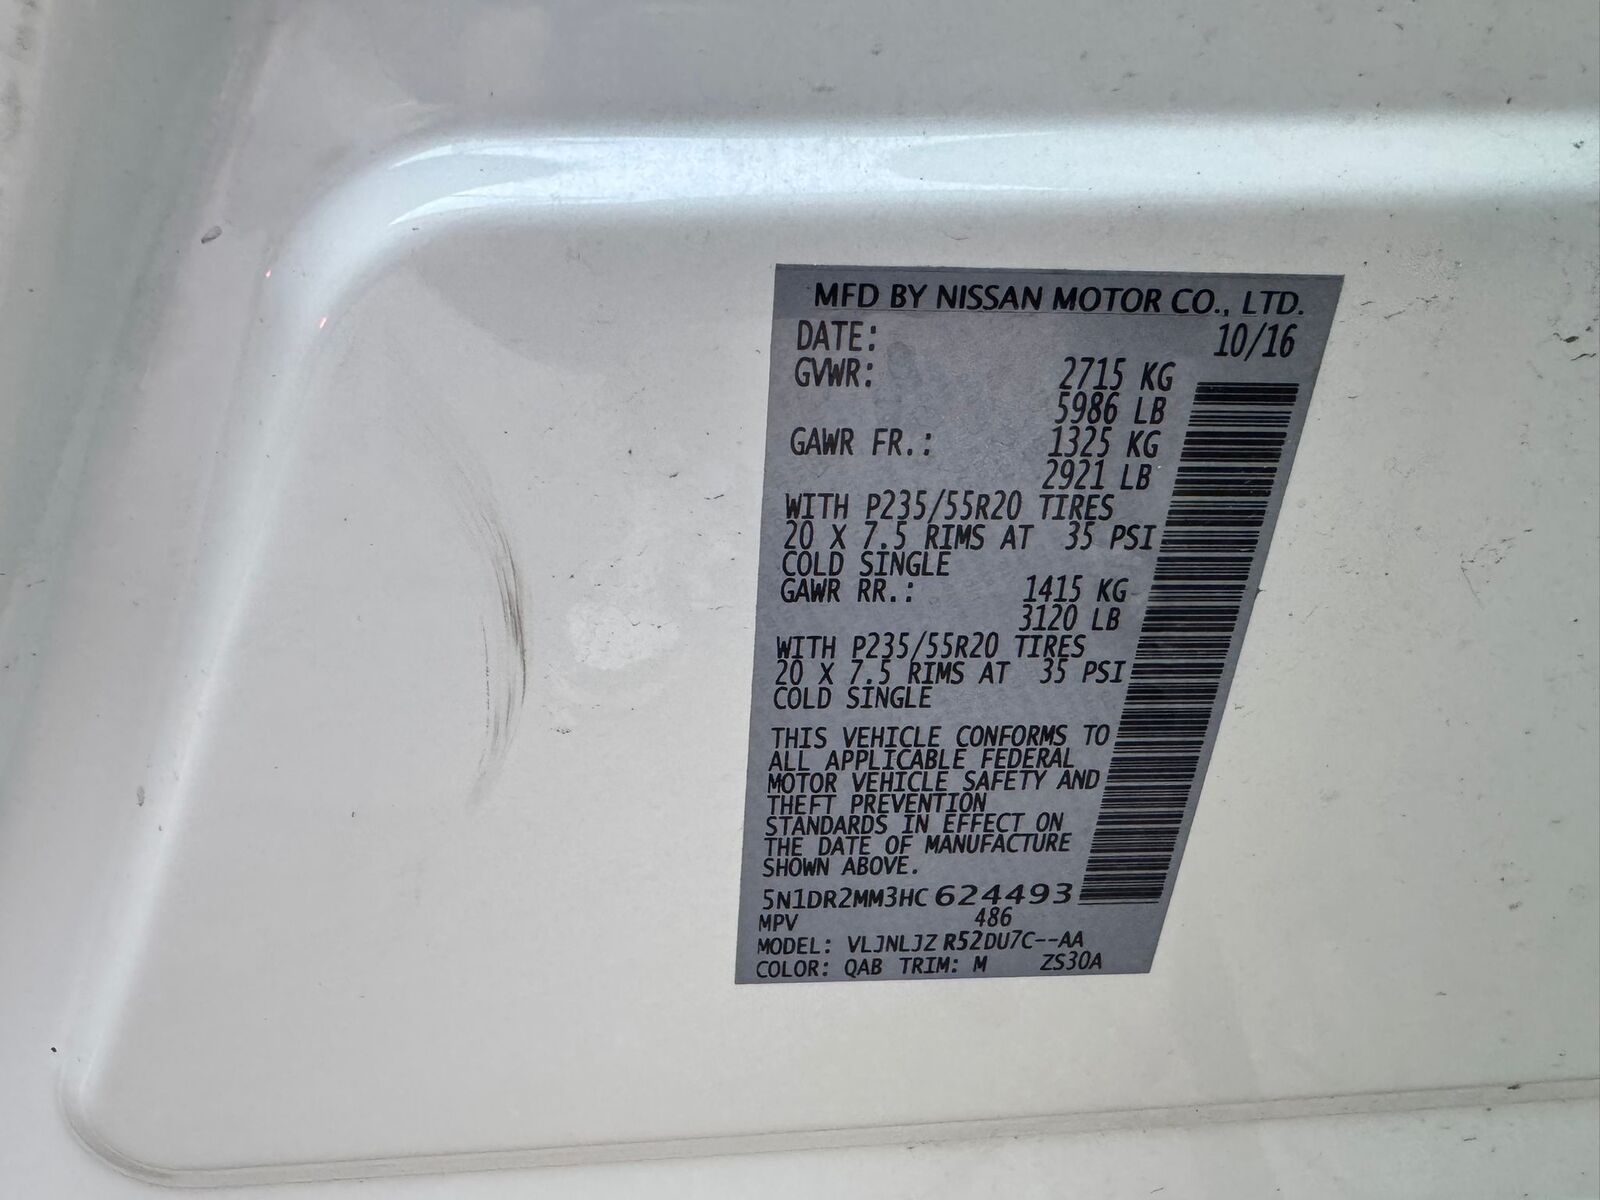 MFD BY NISSAN MOTOR CO., LTD.
DATE: 10/16
GVWR: 2715 KG
5986 LB
GAWR FR.: 1325 KG
2921 LB
WITH P235/55R20 TIRES
20 X 7.5 RIMS AT 35 PSI
COLD SINGLE
GAWR RR.: 1415 KG
3120 LB
WITH P235/55R20 TIRES
20 X 7.5 RIMS AT 35 PSI
COLD SINGLE
THIS VEHICLE CONFORMS TO
ALL APPLICABLE FEDERAL
MOTOR VEHICLE SAFETY AND
THEFT PREVENTION
STANDARDS IN EFFECT ON
THE DATE OF MANUFACTURE
SHOWN ABOVE.
5N1DR2MM3HC624493
MPV 486
MODEL: VLJNLJZ R52DU7C--AA
COLOR: QAB TRIM: M ZS30A